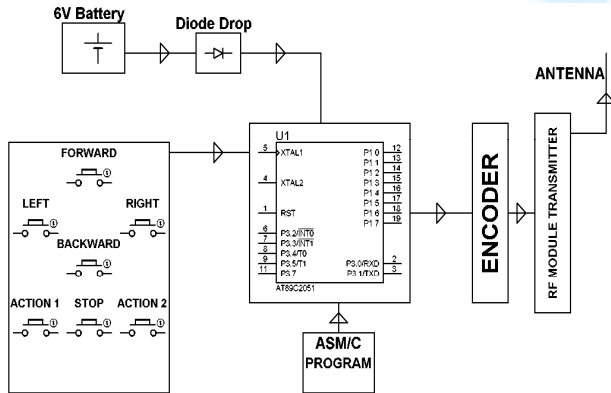 6V Battery
Diode Drop
ANTENNA
FORWARD
LEFT
RIGHT
BACKWARD
ACTION 1
STOP
ACTION 2
U1
5
XTAL1
4
XTAL2
1
RST
6
P3.2/INT0
7
P3.3/INT1
8
P3.4/T0
9
P3.5/T1
11
P3.7
P1.0
12
P1.1
13
P1.2
14
P1.3
15
P1.4
16
P1.5
17
P1.6
18
P1.7
19
P3.0/RXD
2
P3.1/TXD
3
AT89C2051
ASM/C
PROGRAM
ENCODER
RF MODULE TRANSMITTER